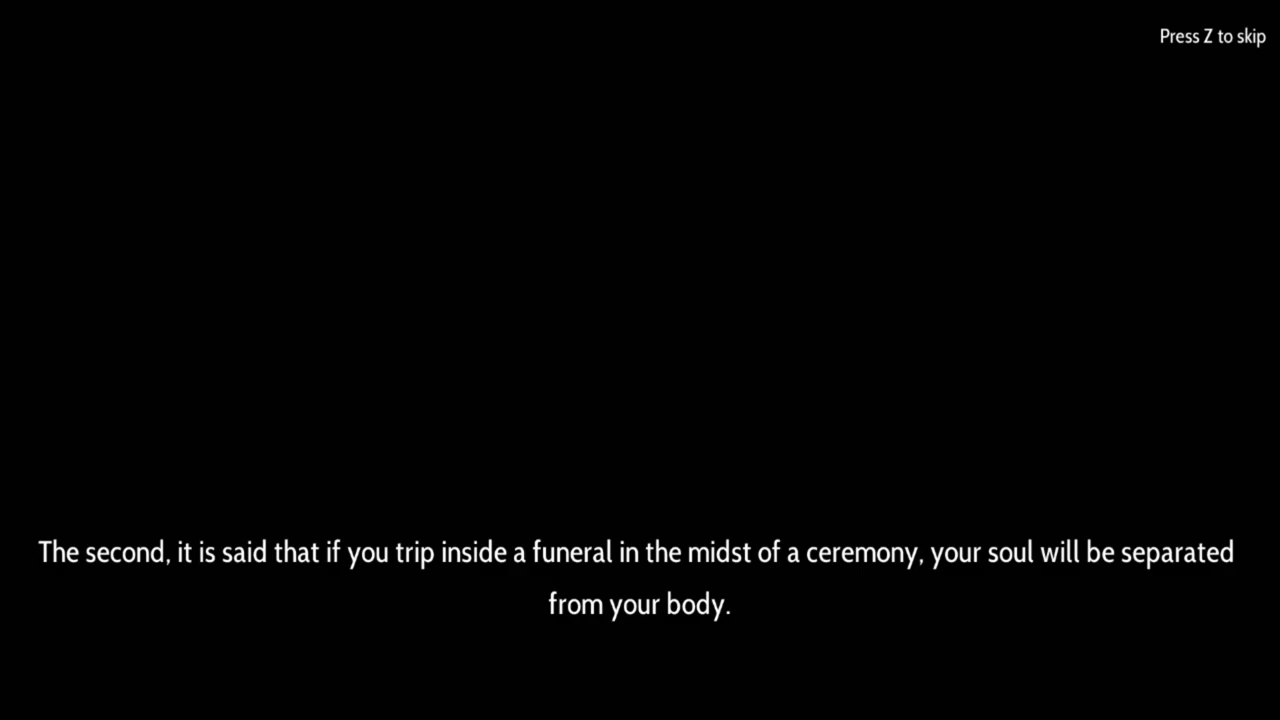 Press Z to skip
The second, it is said that if you trip inside a funeral in the midst of a ceremony, your soul will be separated
from your body.